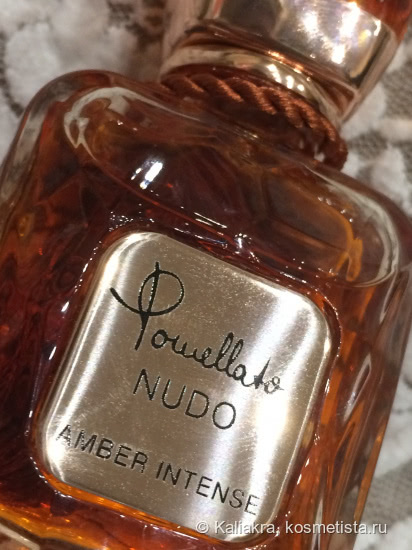 Pomellato
NUDO
AMBER INTENSE
© Kaliakra, kosmetista.ru